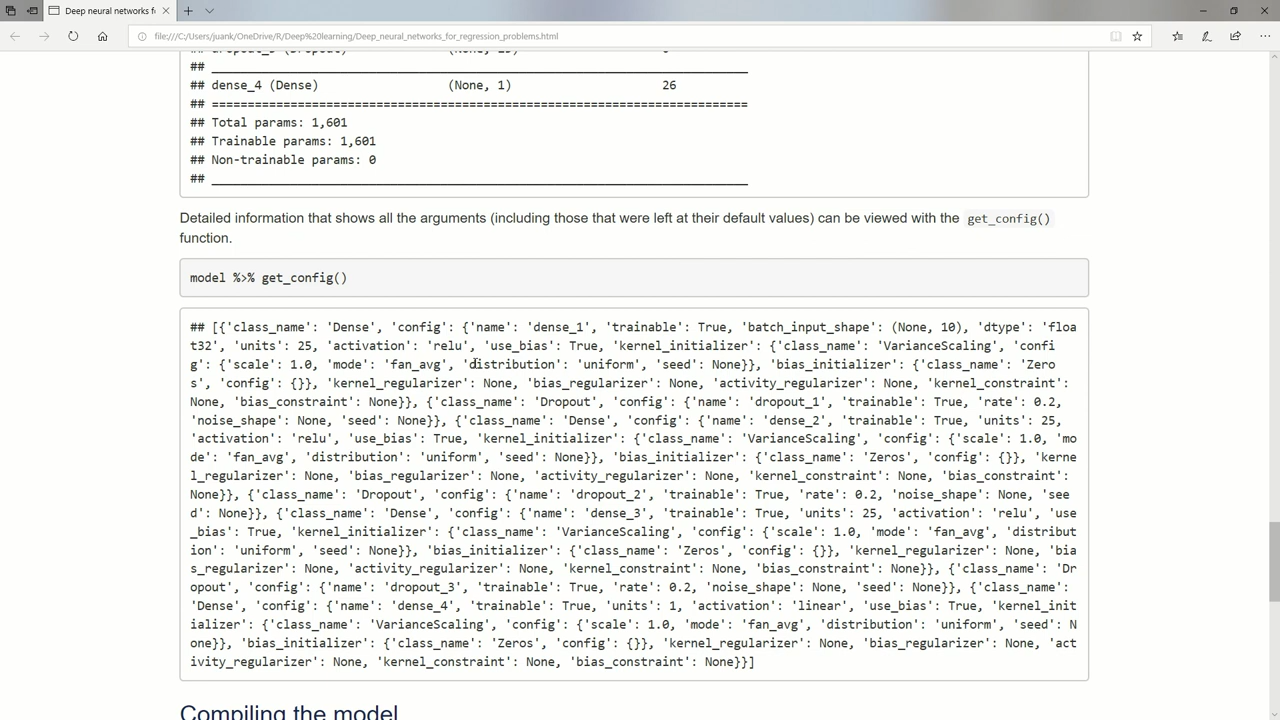 Deep neural networks f
file:///C:/Users/juank/OneDrive/R/Deep%20learning/Deep_neural_networks_for_regression_problems.html
## dropout_3 (Dropout) (None, 25) 0
## ___________________________________________________________________________
## dense_4 (Dense) (None, 1) 26
## ===========================================================================
## Total params: 1,601
## Trainable params: 1,601
## Non-trainable params: 0
## ___________________________________________________________________________
Detailed information that shows all the arguments (including those that were left at their default values) can be viewed with the get_config()
function.
model %>% get_config()
## [{'class_name': 'Dense', 'config': {'name': 'dense_1', 'trainable': True, 'batch_input_shape': (None, 10), 'dtype': 'floa
t32', 'units': 25, 'activation': 'relu', 'use_bias': True, 'kernel_initializer': {'class_name': 'VarianceScaling', 'confi
g': {'scale': 1.0, 'mode': 'fan_avg', 'distribution': 'uniform', 'seed': None}}, 'bias_initializer': {'class_name': 'Zero
s', 'config': {}}, 'kernel_regularizer': None, 'bias_regularizer': None, 'activity_regularizer': None, 'kernel_constraint':
None, 'bias_constraint': None}}, {'class_name': 'Dropout', 'config': {'name': 'dropout_1', 'trainable': True, 'rate': 0.2,
'noise_shape': None, 'seed': None}}, {'class_name': 'Dense', 'config': {'name': 'dense_2', 'trainable': True, 'units': 25,
'activation': 'relu', 'use_bias': True, 'kernel_initializer': {'class_name': 'VarianceScaling', 'config': {'scale': 1.0, 'mo
de': 'fan_avg', 'distribution': 'uniform', 'seed': None}}, 'bias_initializer': {'class_name': 'Zeros', 'config': {}}, 'kerne
l_regularizer': None, 'bias_regularizer': None, 'activity_regularizer': None, 'kernel_constraint': None, 'bias_constraint':
None}}, {'class_name': 'Dropout', 'config': {'name': 'dropout_2', 'trainable': True, 'rate': 0.2, 'noise_shape': None, 'see
d': None}}, {'class_name': 'Dense', 'config': {'name': 'dense_3', 'trainable': True, 'units': 25, 'activation': 'relu', 'use
_bias': True, 'kernel_initializer': {'class_name': 'VarianceScaling', 'config': {'scale': 1.0, 'mode': 'fan_avg', 'distribut
ion': 'uniform', 'seed': None}}, 'bias_initializer': {'class_name': 'Zeros', 'config': {}}, 'kernel_regularizer': None, 'bia
s_regularizer': None, 'activity_regularizer': None, 'kernel_constraint': None, 'bias_constraint': None}}, {'class_name': 'Dr
opout', 'config': {'name': 'dropout_3', 'trainable': True, 'rate': 0.2, 'noise_shape': None, 'seed': None}}, {'class_name':
'Dense', 'config': {'name': 'dense_4', 'trainable': True, 'units': 1, 'activation': 'linear', 'use_bias': True, 'kernel_init
ializer': {'class_name': 'VarianceScaling', 'config': {'scale': 1.0, 'mode': 'fan_avg', 'distribution': 'uniform', 'seed': N
one}}, 'bias_initializer': {'class_name': 'Zeros', 'config': {}}, 'kernel_regularizer': None, 'bias_regularizer': None, 'act
ivity_regularizer': None, 'kernel_constraint': None, 'bias_constraint': None}}]
Compiling the model